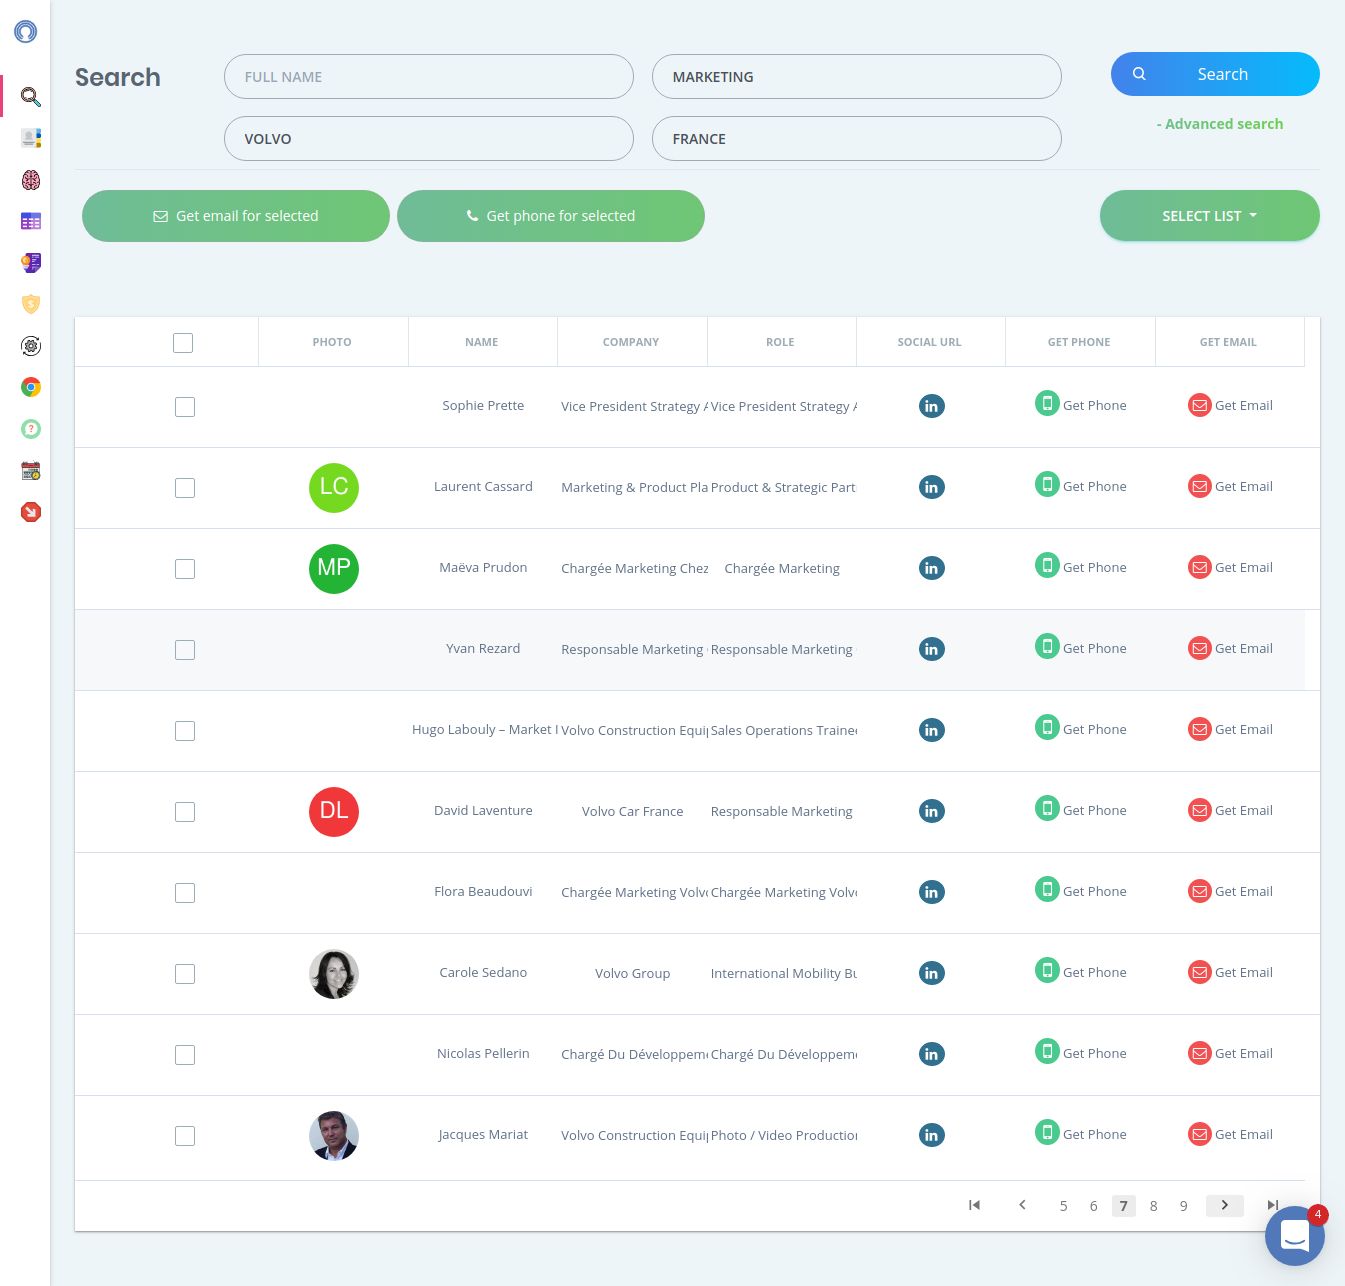 Search
FULL NAME
MARKETING
Search
VOLVO
FRANCE
- Advanced search
Get email for selected
Get phone for selected
SELECT LIST
PHOTO NAME COMPANY ROLE SOCIAL URL GET PHONE GET EMAIL
Sophie Prette Vice President Strategy A Vice President Strategy A in Get Phone Get Email
LC Laurent Cassard Marketing & Product Pla Product & Strategic Part in Get Phone Get Email
MP Maëva Prudon Chargée Marketing Chez Chargée Marketing in Get Phone Get Email
Yvan Rezard Responsable Marketing Responsable Marketing in Get Phone Get Email
Hugo Labouly – Market Volvo Construction Equip Sales Operations Trainee in Get Phone Get Email
DL David Laventure Volvo Car France Responsable Marketing in Get Phone Get Email
Flora Beaudouvi Chargée Marketing Volvo Chargée Marketing Volvo in Get Phone Get Email
Carole Sedano Volvo Group International Mobility Bu in Get Phone Get Email
Nicolas Pellerin Chargé Du Développeme Chargé Du Développeme in Get Phone Get Email
Jacques Mariat Volvo Construction Equip Photo / Video Production in Get Phone Get Email
5 6 7 8 9
4